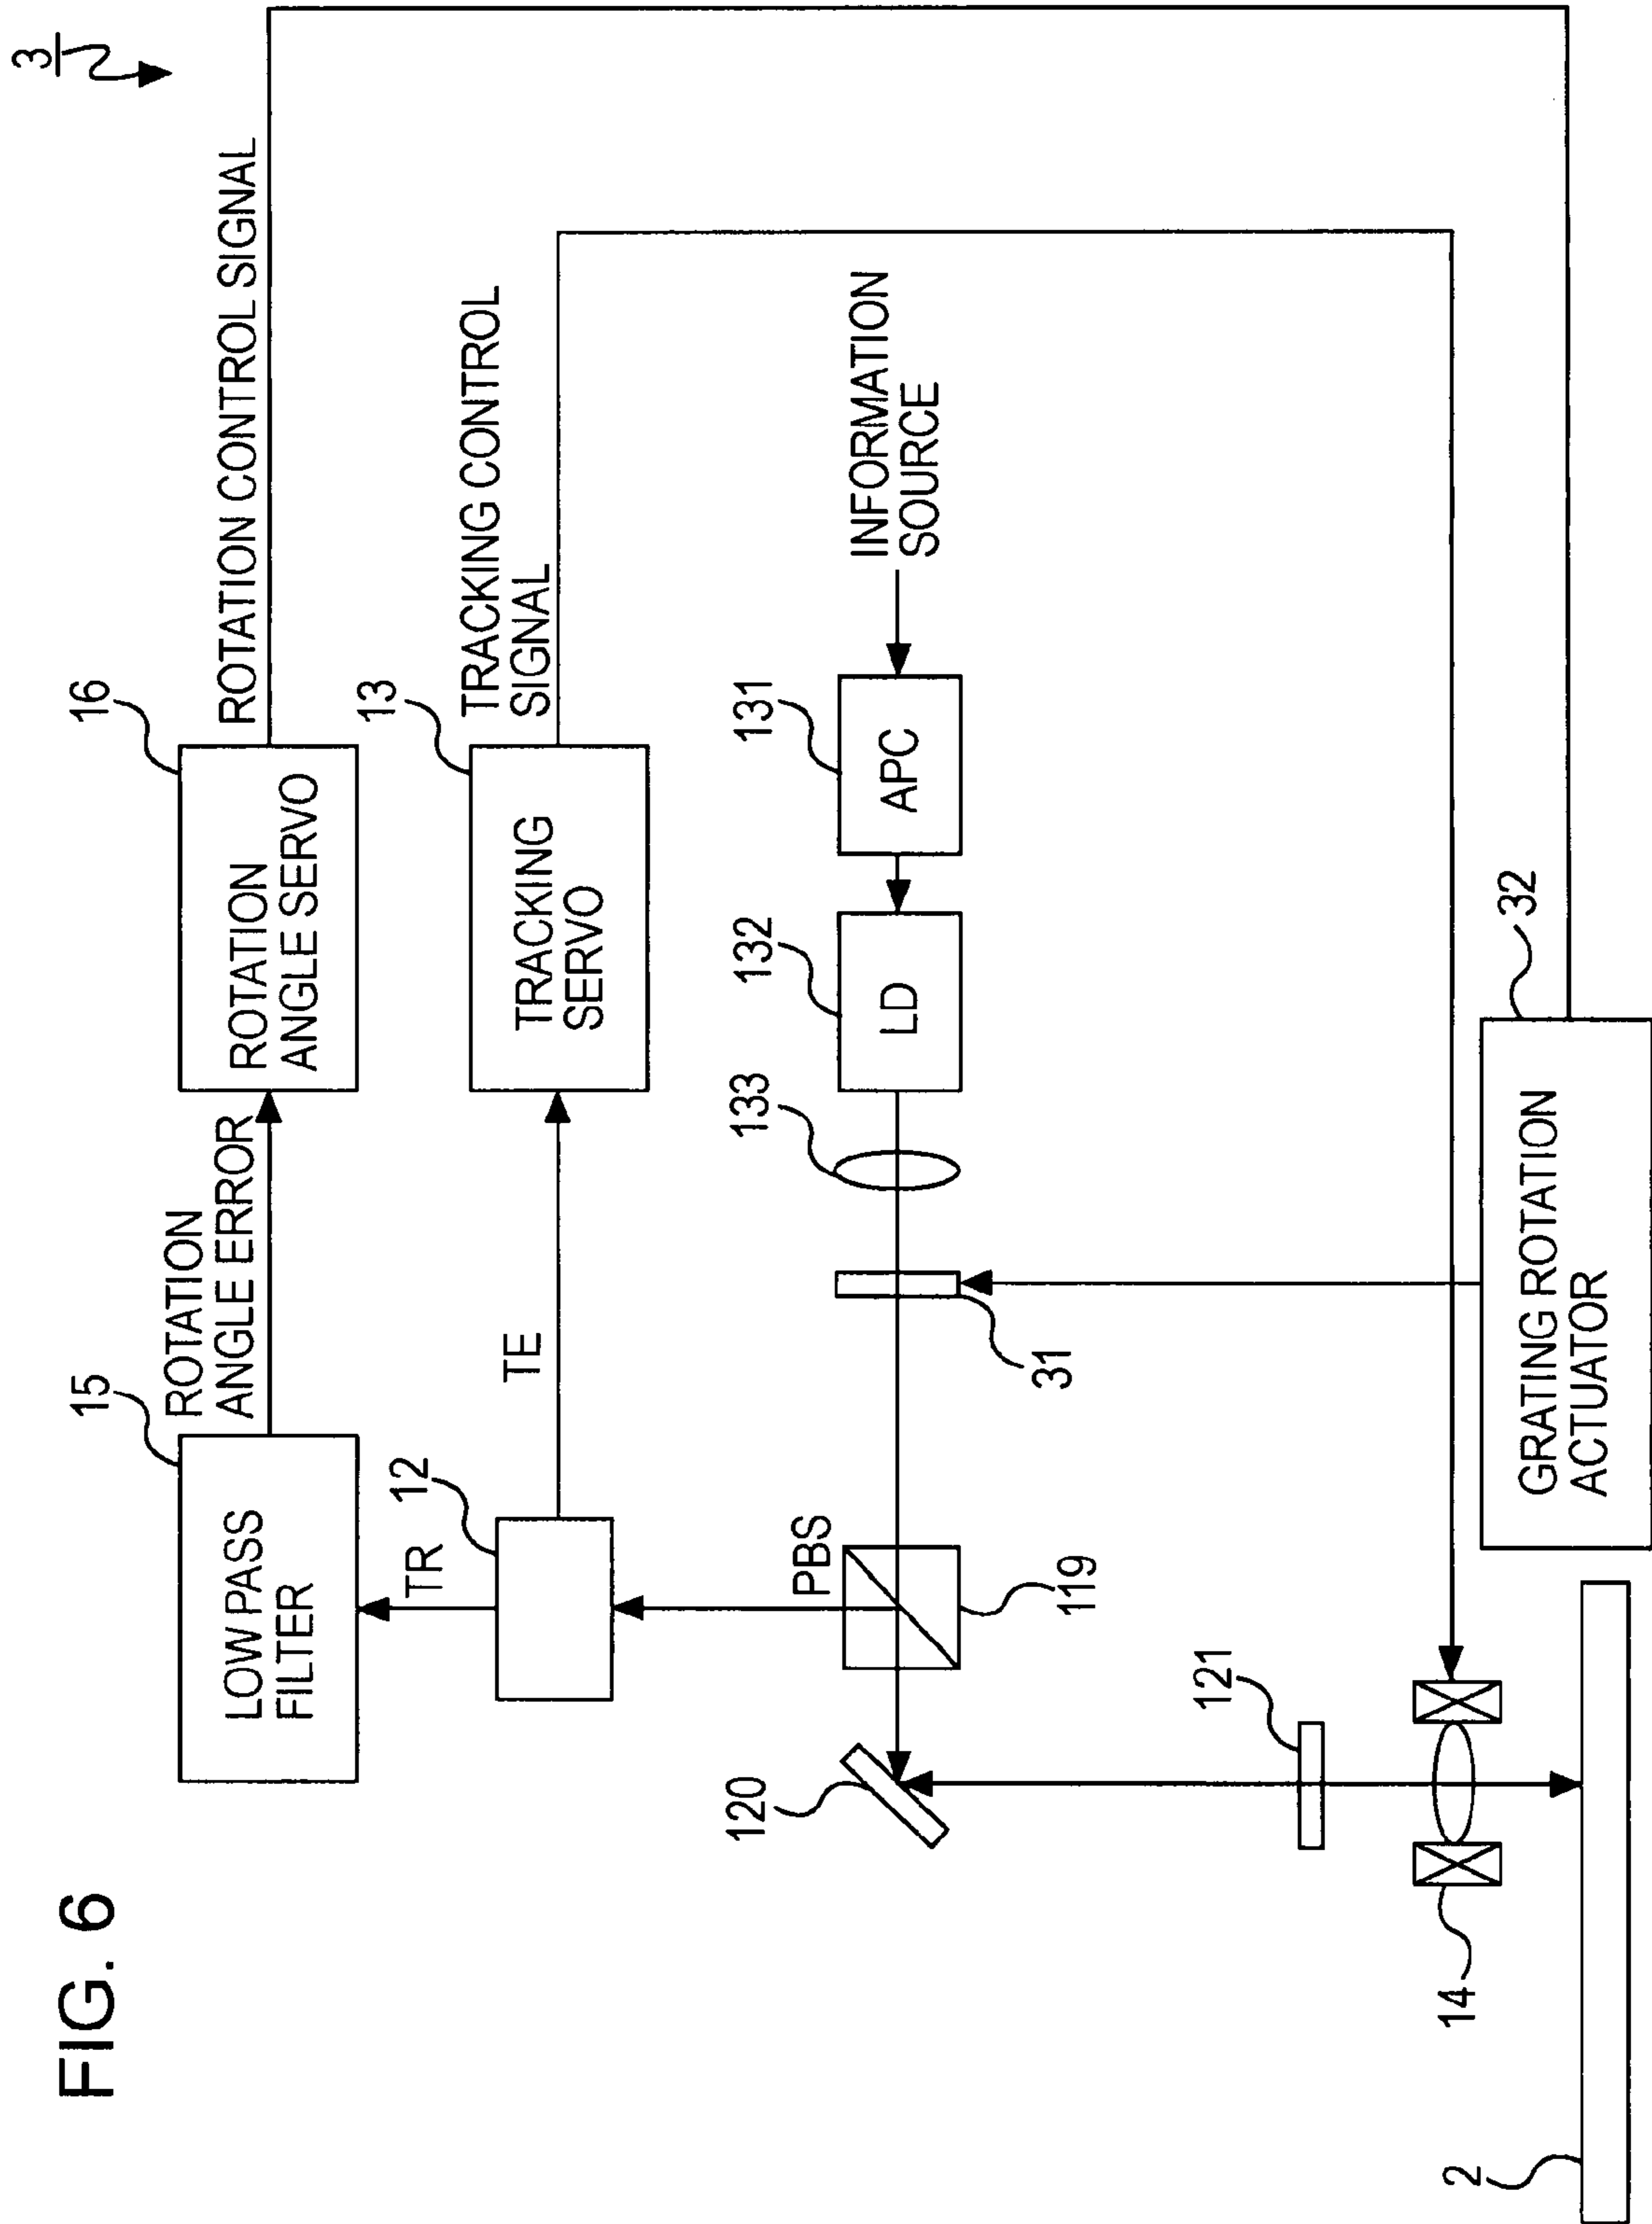 FIG. 6
3
15
LOW PASS
FILTER
ROTATION
ANGLE ERROR
16
ROTATION
ANGLE SERVO
ROTATION CONTROL SIGNAL
TR
12
TE
13
TRACKING
SERVO
TRACKING CONTROL
SIGNAL
PBS
119
120
133
132
LD
131
APC
INFORMATION
SOURCE
31
121
14
2
32
GRATING ROTATION
ACTUATOR